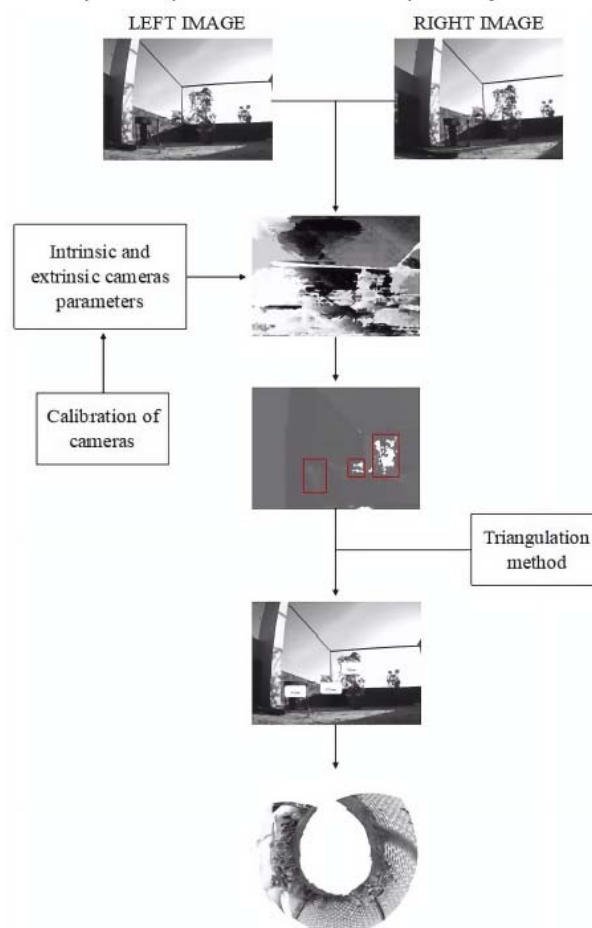 LEFT IMAGE
RIGHT IMAGE
Intrinsic and
extrinsic cameras
parameters
Calibration of
cameras
Triangulation
method